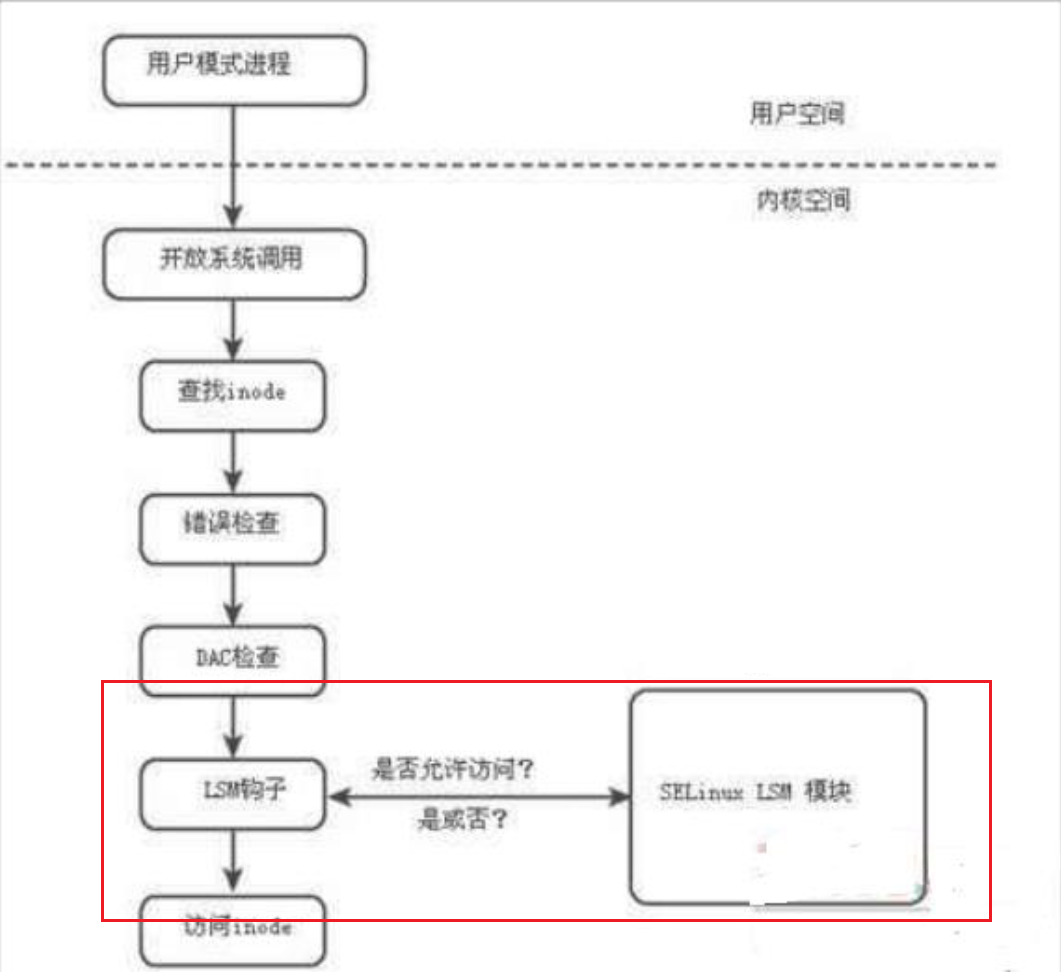 用户模式进程
用户空间
内核空间
开放系统调用
查找inode
错误检查
DAC检查
LSM钩子
是否允许访问?
是或否?
SELinux LSM 模块
访问inode